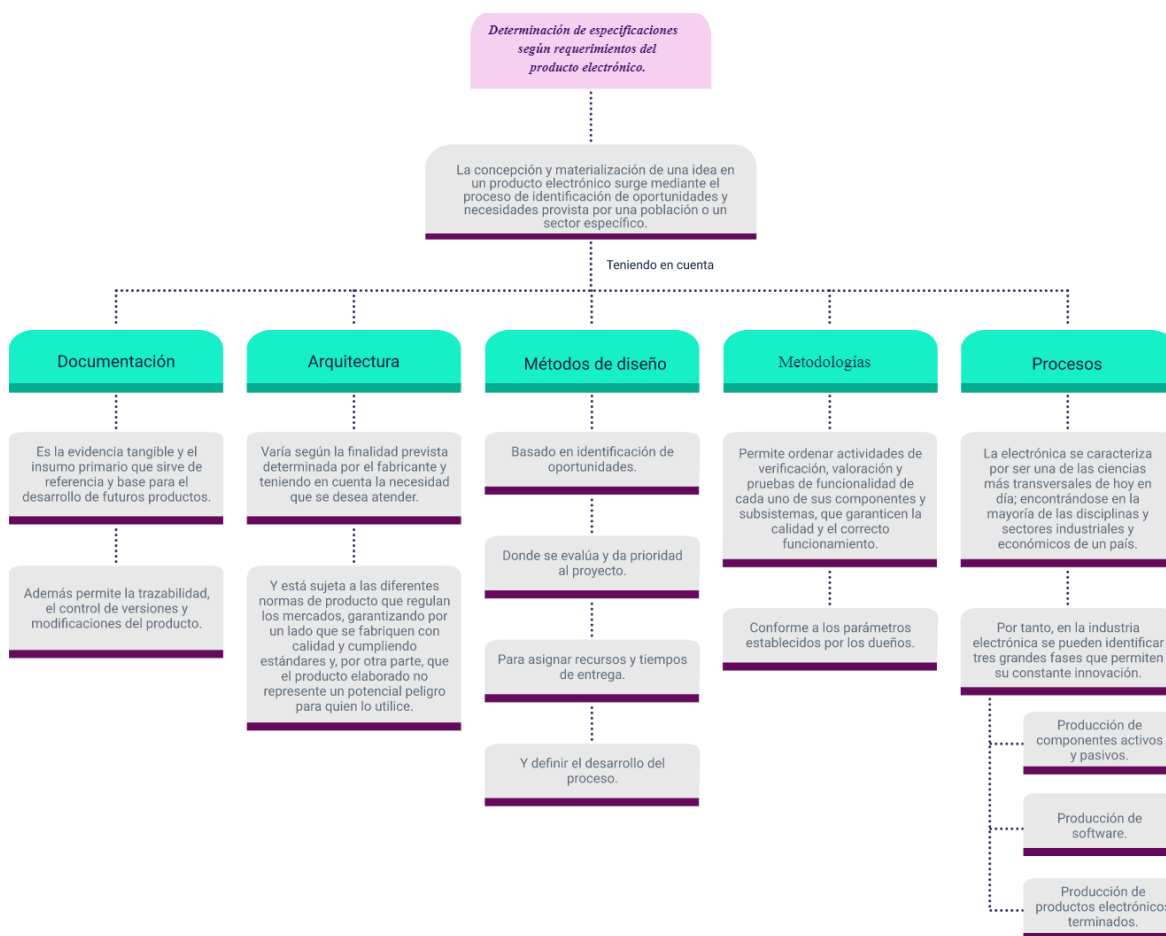 Determinación de especificaciones
según requerimientos del
producto electrónico.
La concepción y materialización de una idea en
un producto electrónico surge mediante el
proceso de identificación de oportunidades y
necesidades provista por una población o un
sector específico.
Teniendo en cuenta
Documentación
Es la evidencia tangible y el
insumo primario que sirve de
referencia y base para el
desarrollo de futuros productos.
Además permite la trazabilidad,
el control de versiones y
modificaciones del producto.
Arquitectura
Varía según la finalidad prevista
determinada por el fabricante y
teniendo en cuenta la necesidad
que se desea atender.
Y está sujeta a las diferentes
normas de producto que regulan
los mercados, garantizando por
un lado que se fabriquen con
calidad y cumpliendo
estándares y, por otra parte, que
el producto elaborado no
represente un potencial peligro
para quien lo utilice.
Métodos de diseño
Basado en identificación de
oportunidades.
Donde se evalúa y da prioridad
al proyecto.
Para asignar recursos y tiempos
de entrega.
Y definir el desarrollo del
proceso.
Metodologías
Permite ordenar actividades de
verificación, valoración y
pruebas de funcionalidad de
cada uno de sus componentes y
subsistemas, que garanticen la
calidad y el correcto
funcionamiento.
Conforme a los parámetros
establecidos por los dueños.
Procesos
La electrónica se caracteriza
por ser una de las ciencias
más transversales de hoy en
día; encontrándose en la
mayoría de las disciplinas y
sectores industriales y
económicos de un país.
Por tanto, en la industria
electrónica se pueden identificar
tres grandes fases que permiten
su constante innovación.
Producción de
componentes activos
y pasivos.
Producción de
software.
Producción de
productos electrónicos
terminados.